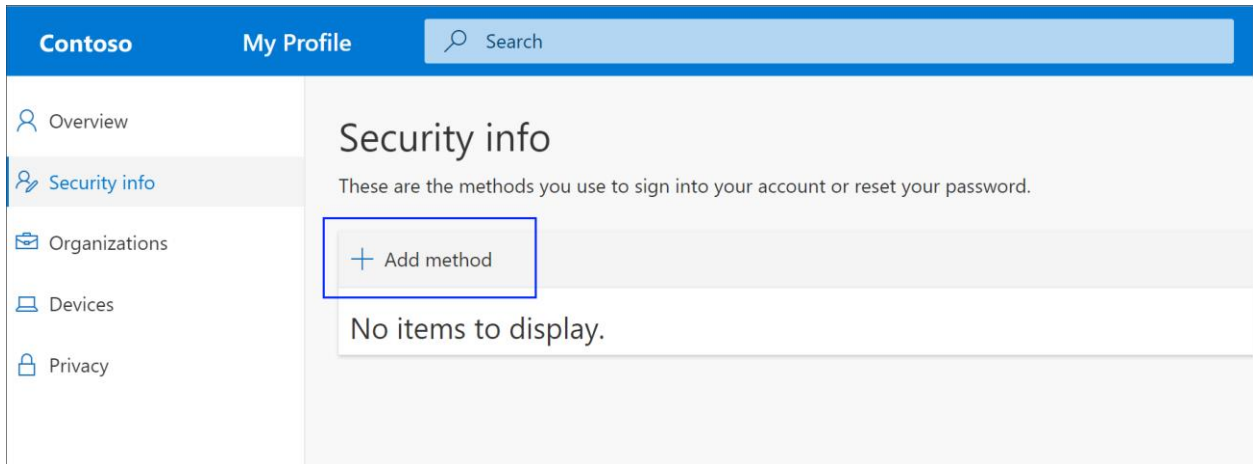 Contoso
My Profile
Search
Overview
Security info
Organizations
Devices
Privacy
Security info
These are the methods you use to sign into your account or reset your password.
Add method
No items to display.